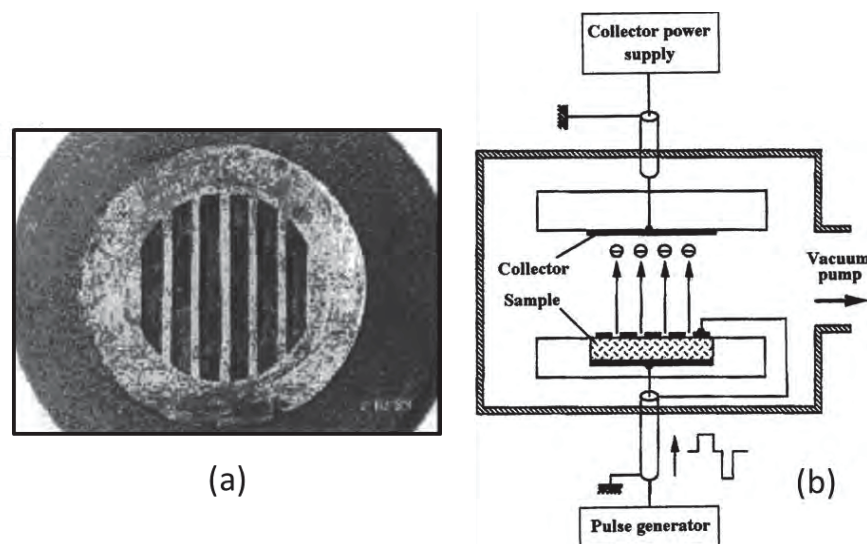 Collector power
supply
Collector
Sample
Vacuum
pump
Pulse generator
(a)
(b)